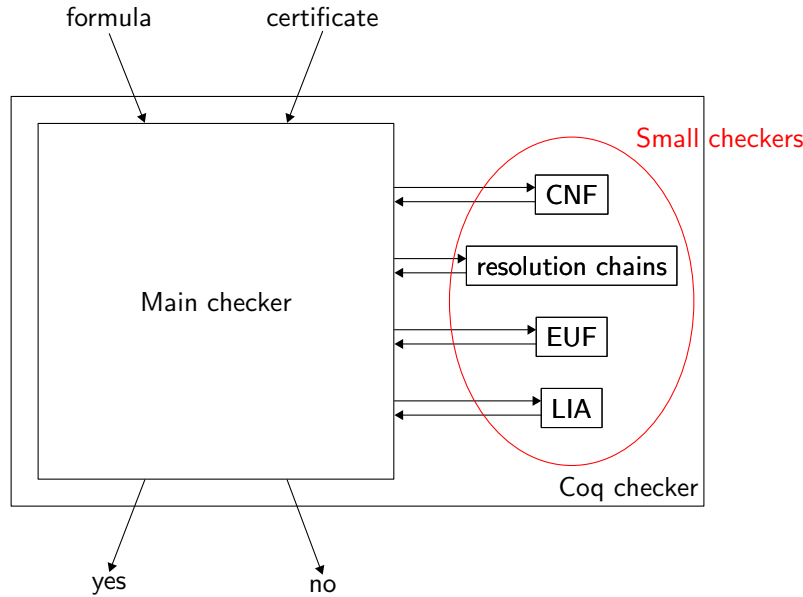 formula
certificate
Small checkers
CNF
resolution chains
Main checker
EUF
LIA
Coq checker
yes
no